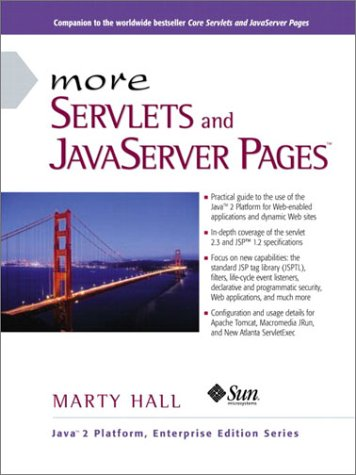 Companion to the worldwide bestseller Core Servlets and JavaServer Pages
more
SERVLETS and
JAVASERVER PAGES™
Practical guide to the use of the
Java™ 2 Platform for Web-enabled
applications and dynamic Web sites
In-depth coverage of the servlet
2.3 and JSP™ 1.2 specifications
Focus on new capabilities: the
standard JSP tag library (JSPTL),
filters, life-cycle event listeners,
declarative and programmatic security,
Web applications, and much more
Configuration and usage details for
Apache Tomcat, Macromedia JRun,
and New Atlanta ServletExec
MARTY HALL
Sun
microsystems
Java™ 2 Platform, Enterprise Edition Series